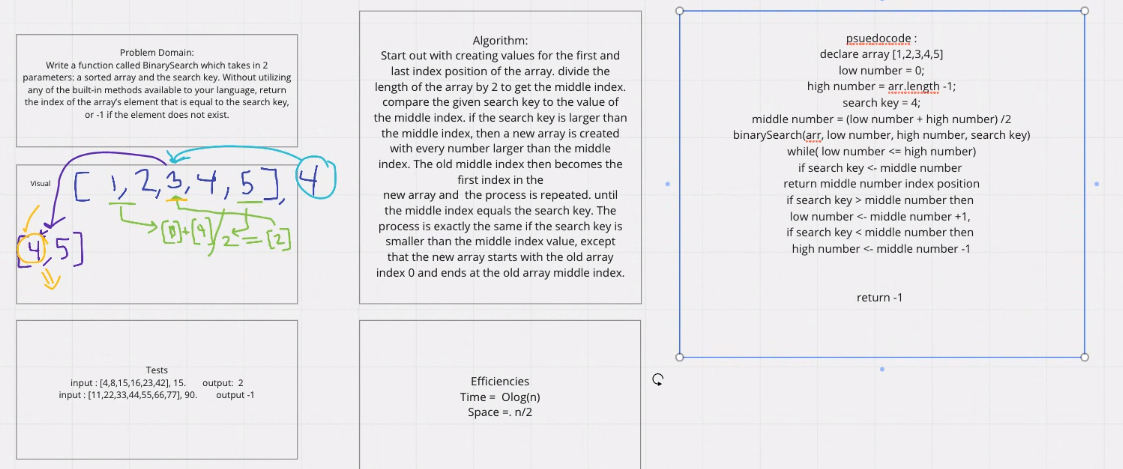 Problem Domain:
Write a function called BinarySearch which takes in 2
parameters: a sorted array and the search key. Without utilizing
any of the built-in methods available to your language, return
the index of the array's element that is equal to the search key,
or -1 if the element does not exist.
Visual
[ 1, 2, 3, 4, 5 ], 4
[0]+[4]/2 = [2]
[4, 5]
Tests
input : [4,8,15,16,23,42], 15. output: 2
input : [11,22,33,44,55,66,77], 90. output -1
Algorithm:
Start out with creating values for the first and
last index position of the array. divide the
length of the array by 2 to get the middle index.
compare the given search key to the value of
the middle index. if the search key is larger than
the middle index, then a new array is created
with every number larger than the middle
index. The old middle index then becomes the
first index in the
new array and the process is repeated. until
the middle index equals the search key. The
process is exactly the same if the search key is
smaller than the middle index value, except
that the new array starts with the old array
index 0 and ends at the old array middle index.
Efficiencies
Time = Olog(n)
Space =. n/2
psuedocode :
declare array [1,2,3,4,5]
low number = 0;
high number = arr.length -1;
search key = 4;
middle number = (low number + high number) /2
binarySearch(arr, low number, high number, search key)
while( low number <= high number)
if search key <- middle number
return middle number index position
if search key > middle number then
low number <- middle number +1,
if search key < middle number then
high number <- middle number -1
return -1